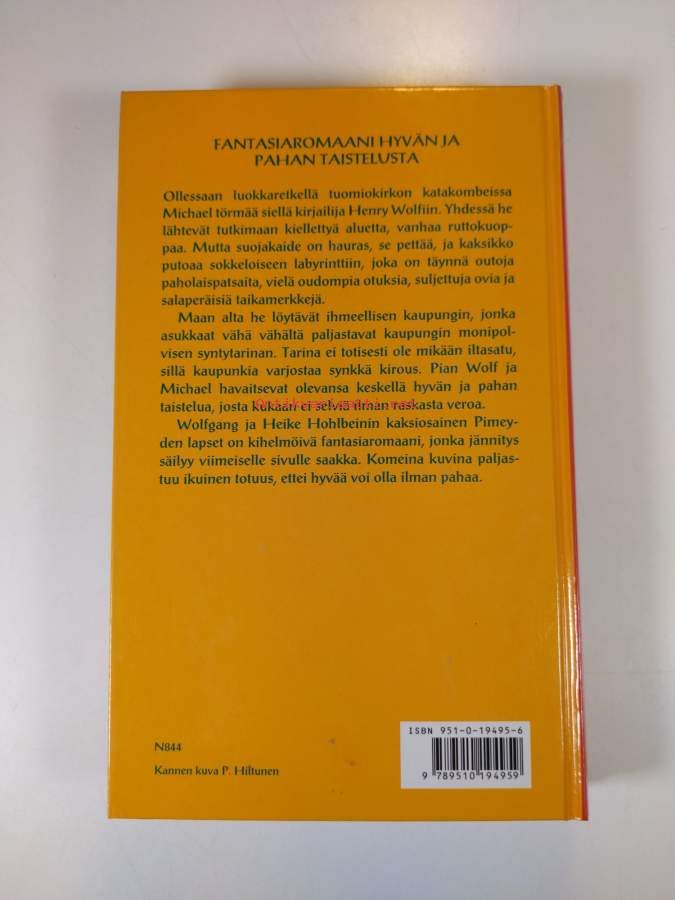 FANTASIAROMAANI HYVÄN JA
PAHAN TAISTELUSTA
Ollessaan luokkaretkellä tuomiokirkon katakombeissa
Michael törmää siellä kirjailija Henry Wolfiin. Yhdessä he
lähtevät tutkimaan kiellettyä aluetta, vanhaa ruttokuop-
paa. Mutta suojakaide on hauras, se pettää, ja kaksikko
putoaa sokkeloiseen labyrinttiin, joka on täynnä outoja
paholaispatsaita, vielä oudompia otuksia, suljettuja ovia ja
salaperäisiä taikamerkkejä.
Maan alta he löytävät ihmeellisen kaupungin, jonka
asukkaat vähä vähältä paljastavat kaupungin monipol-
visen syntytarinan. Tarina ei totisesti ole mikään iltasatu,
sillä kaupunkia varjostaa synkkä kirous. Pian Wolf ja
Michael havaitsevat olevansa keskellä hyvän ja pahan
taistelua, josta kukaan ei selviä ilman raskasta veroa.
Wolfgang ja Heike Hohlbeinin kaksiosainen Pimey-
den lapset on kihelmöivä fantasiaromaani, jonka jännitys
säilyy viimeiselle sivulle saakka. Komeina kuvina paljas-
tuu ikuinen totuus, ettei hyvää voi olla ilman pahaa.
N844
Kannen kuva P. Hiltunen
ISBN 951-0-19495-6
9 789510 194959